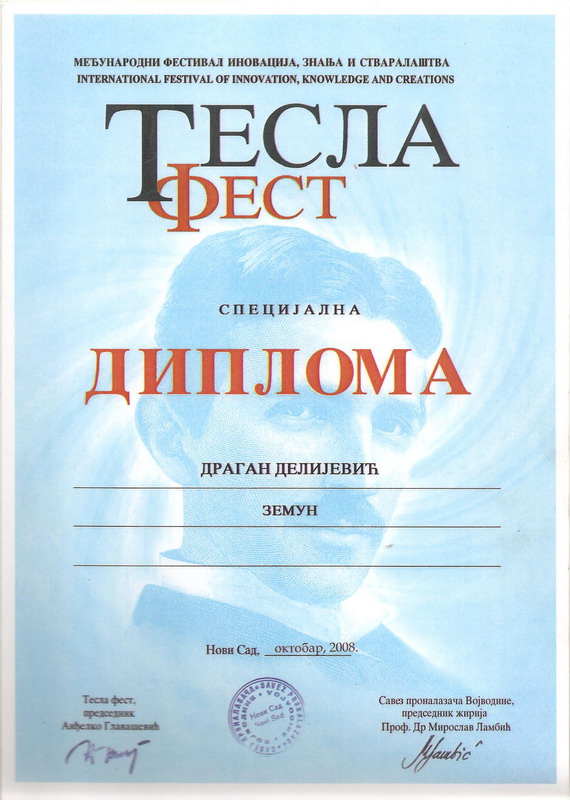 МЕЂУНАРОДНИ ФЕСТИВАЛ ИНОВАЦИЈА, ЗНАЊА И СТВАРАЛАШТВА
INTERNATIONAL FESTIVAL OF INNOVATION, KNOWLEDGE AND CREATIONS
ТЕСЛА
ФЕСТ
СПЕЦИЈАЛНА
ДИПЛОМА
ДРАГАН ДЕЛИЈЕВИЋ
ЗЕМУН
Нови Сад, октобар, 2008.
Тесла фест,
председник
Анђелко Главашевић
Нови Сад
Novi Sad
Савез проналазача Војводине,
председник жирија
Проф. Др Мирослав Ламбић